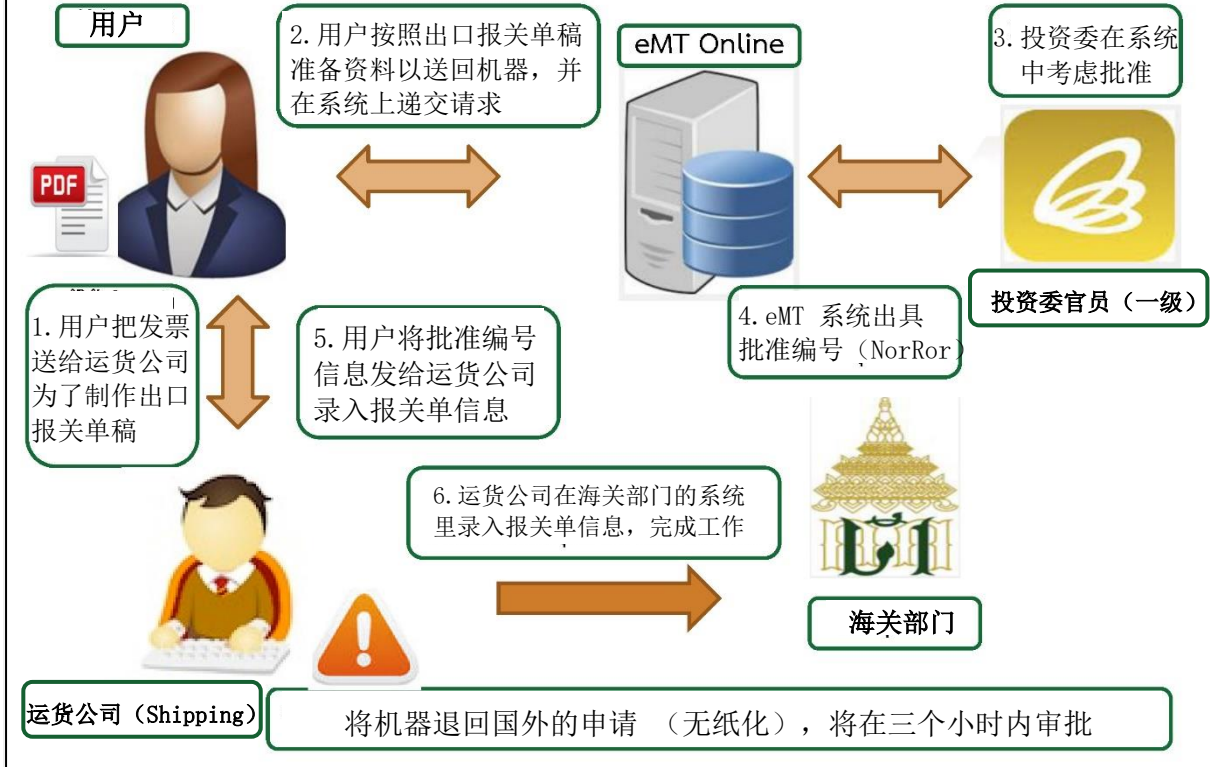 用户
2.用户按照出口报关单稿
准备资料以送回机器，并
在系统上递交请求
eMT Online
3.投资委在系统
中考虑批准
PDF
1.用户把发票
送给运货公司
为了制作出口
报关单稿
5.用户将批准编号
信息发给运货公司
录入报关单信息
4.eMT 系统出具
批准编号（NorRor）
投资委官员（一级）
6.运货公司在海关部门的系统
里录入报关单信息，完成工作
海关部门
运货公司（Shipping）
将机器退回国外的申请 （无纸化），将在三个小时内审批